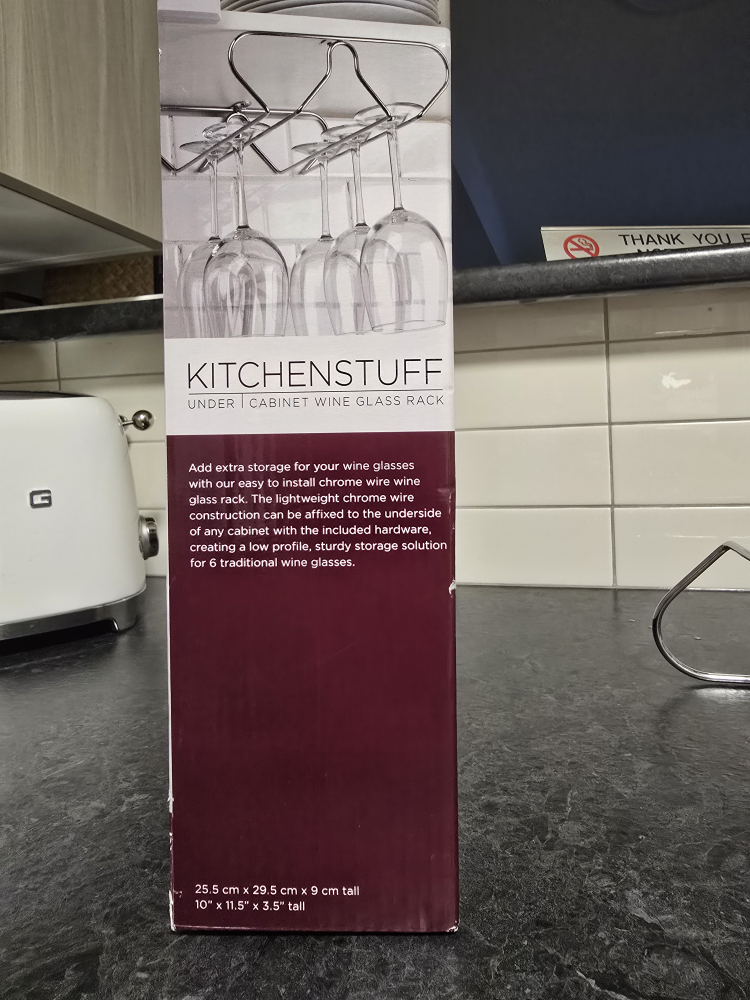 THANK YOU
KITCHENSTUFF
UNDER | CABINET WINE GLASS RACK
G
Add extra storage for your wine glasses
with our easy to install chrome wire wine
glass rack. The lightweight chrome wire
construction can be affixed to the underside
of any cabinet with the included hardware,
creating a low profile, sturdy storage solution
for 6 traditional wine glasses.
25.5 cm x 29.5 cm x 9 cm tall
10" x 11.5" x 3.5" tall